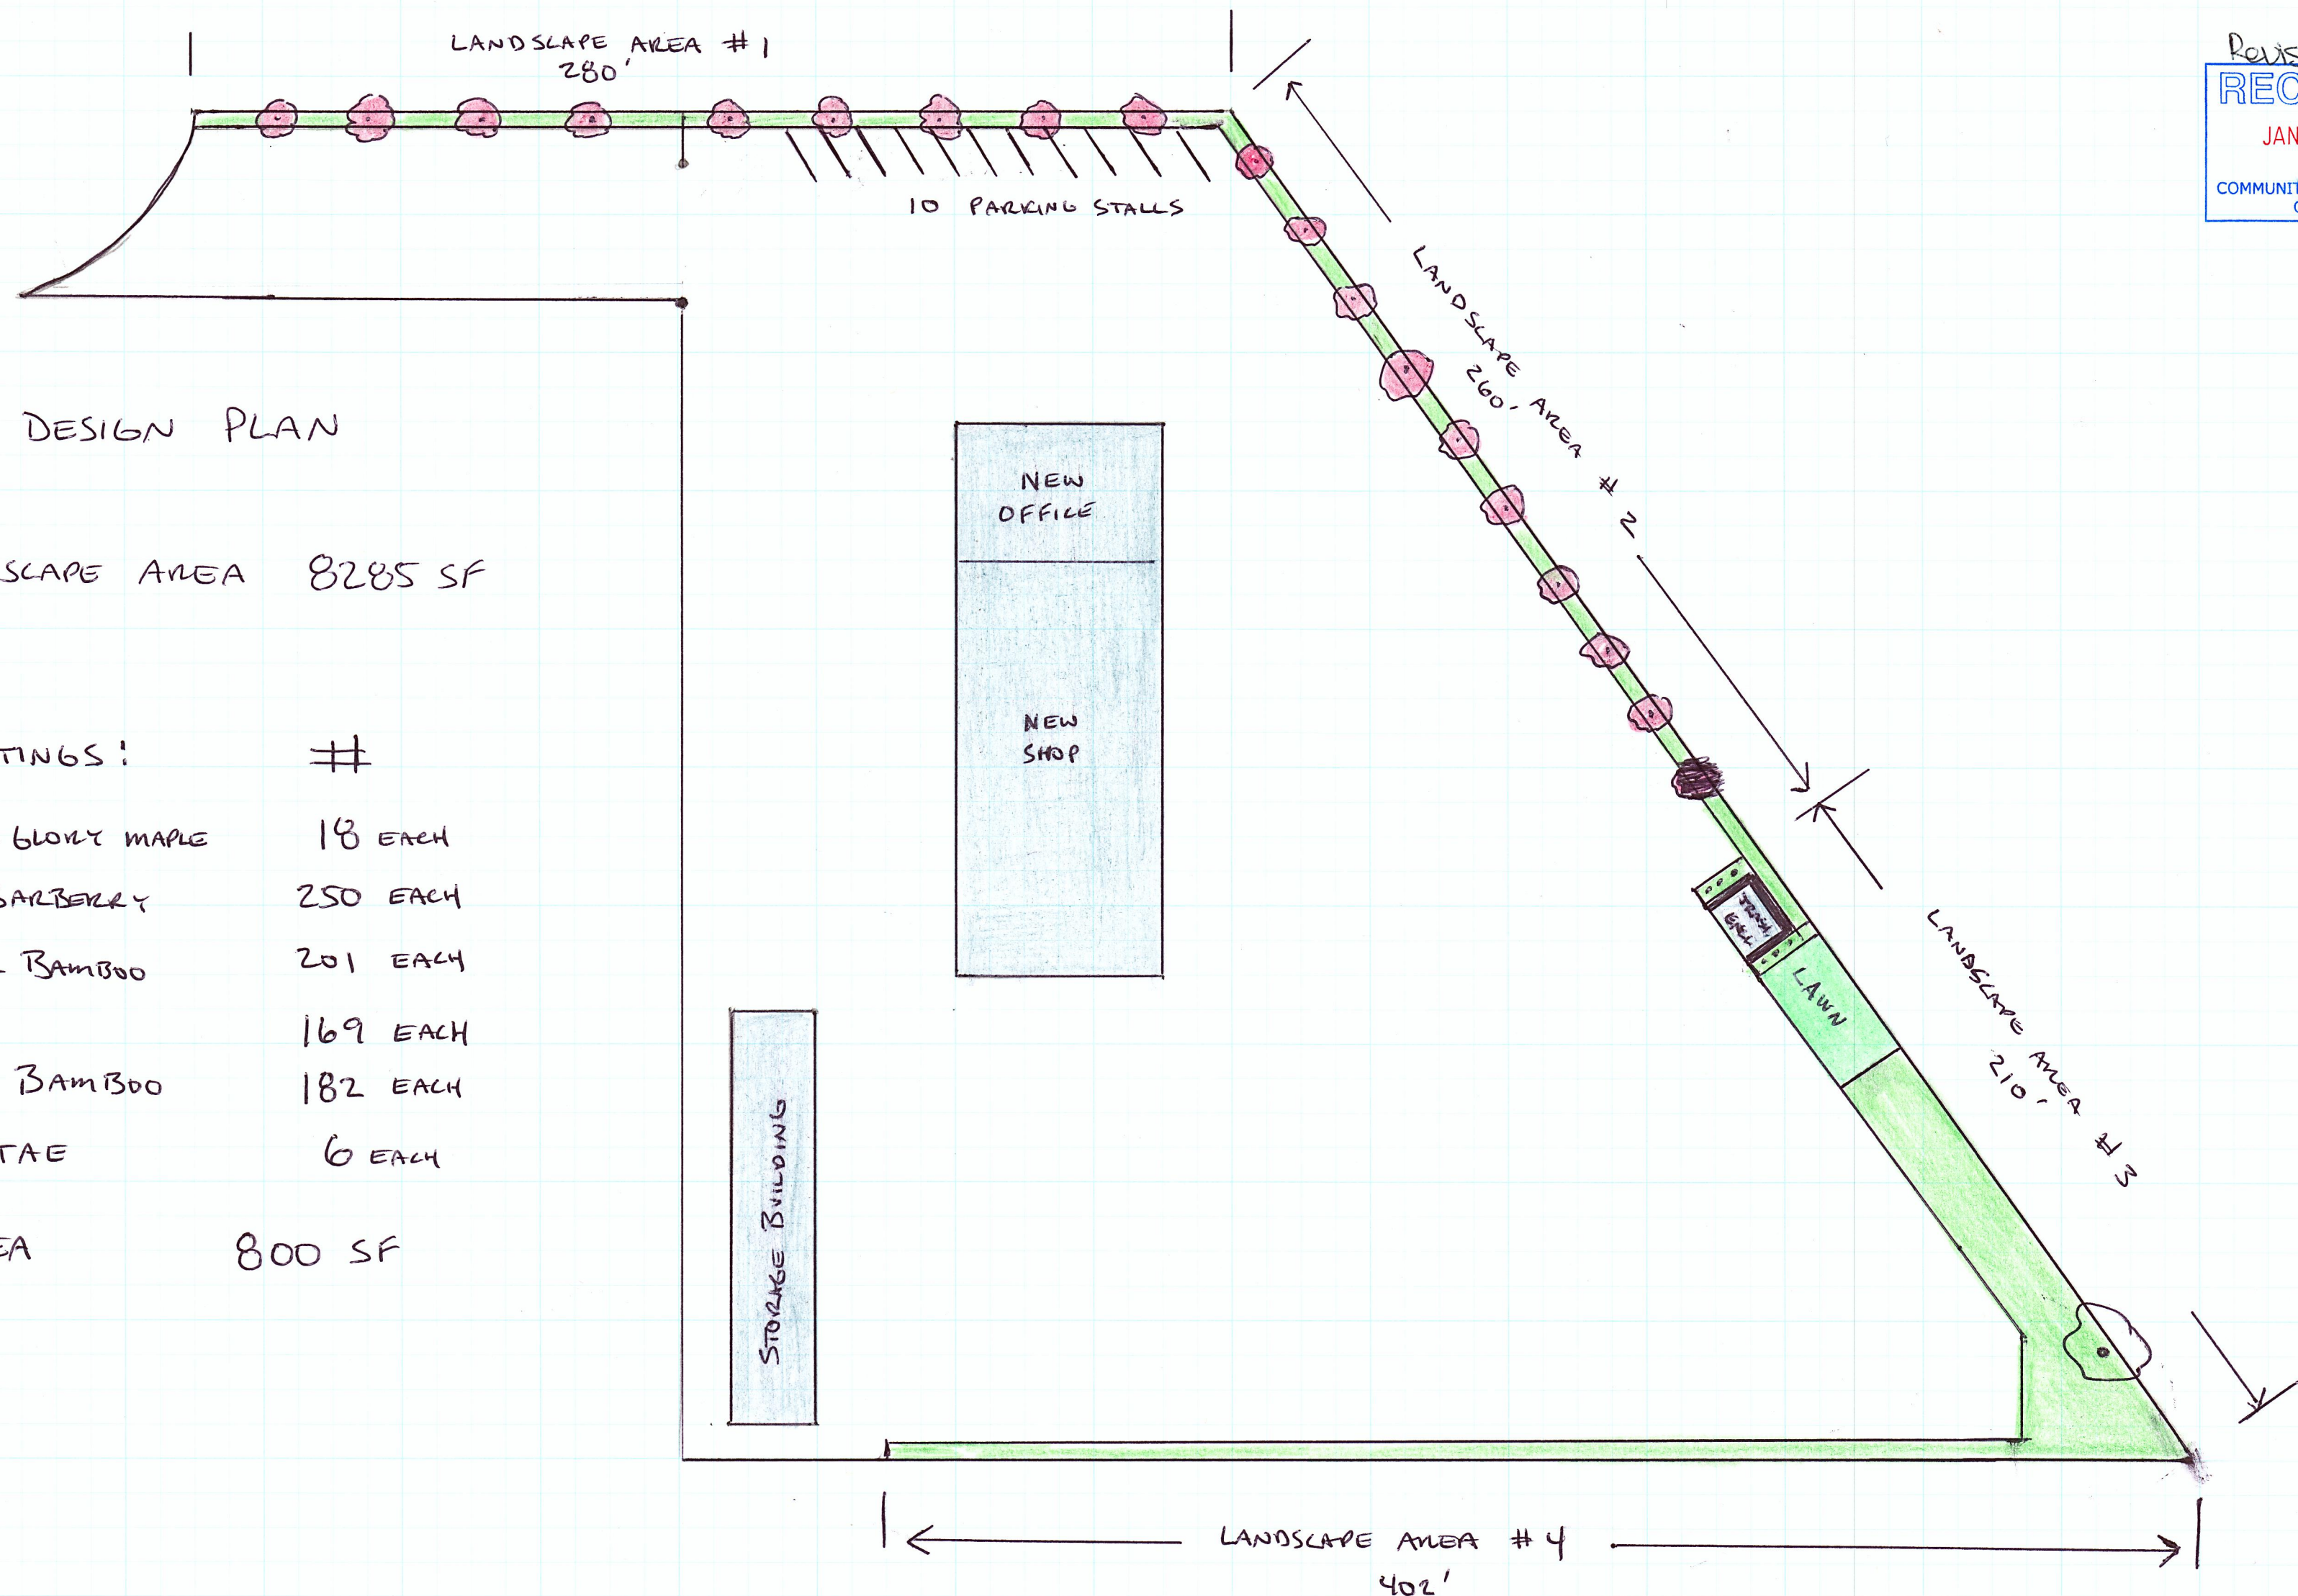 LANDSCAPE AREA #1
280'
Revis
REC
JAN
COMMUNIT
10 PARKING STALLS
LANDSCAPE AREA #2
260'
DESIGN PLAN
SCAPE AREA 8285 SF
TINGS: #
GLORY MAPLE 18 EACH
BARBERRY 250 EACH
BAMBOO 201 EACH
169 EACH
BAMBOO 182 EACH
TAE 6 EACH
EA 800 SF
NEW
OFFICE
NEW
SHOP
STORAGE BUILDING
LAWN
LANDSCAPE AREA #3
210'
LANDSCAPE AREA #4
402'